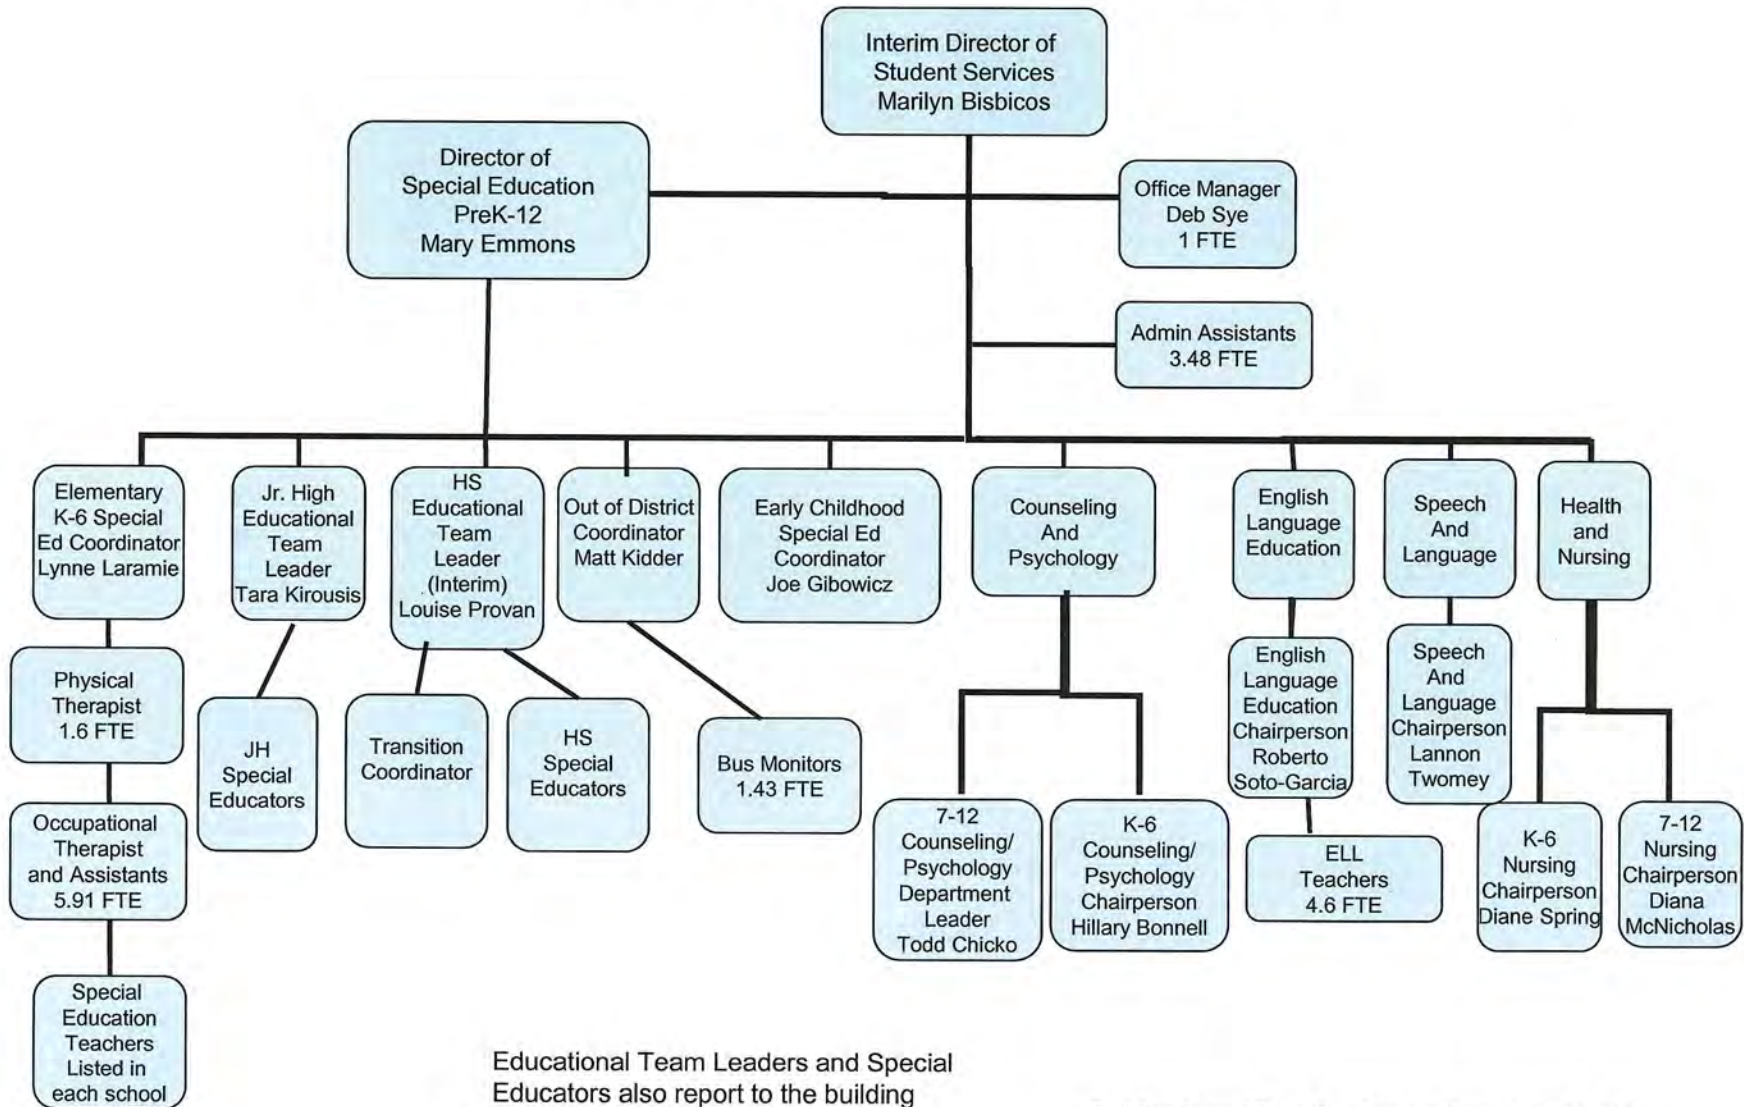 Interim Director of
Student Services
Marilyn Bisbicos
Director of
Special Education
PreK-12
Mary Emmons
Office Manager
Deb Sye
1 FTE
Admin Assistants
3.48 FTE
Elementary
K-6 Special
Ed Coordinator
Lynne Laramie
Jr. High
Educational
Team
Leader
Tara Kirousis
HS
Educational
Team
Leader
(Interim)
Louise Provan
Out of District
Coordinator
Matt Kidder
Early Childhood
Special Ed
Coordinator
Joe Gibowicz
Counseling
And
Psychology
English
Language
Education
Speech
And
Language
Health
and
Nursing
Physical
Therapist
1.6 FTE
JH
Special
Educators
Transition
Coordinator
HS
Special
Educators
Bus Monitors
1.43 FTE
English
Language
Education
Chairperson
Roberto
Soto-Garcia
Speech
And
Language
Chairperson
Lannon
Twomey
Occupational
Therapist
and Assistants
5.91 FTE
7-12
Counseling/
Psychology
Department
Leader
Todd Chicko
K-6
Counseling/
Psychology
Chairperson
Hillary Bonnell
ELL
Teachers
4.6 FTE
K-6
Nursing
Chairperson
Diane Spring
7-12
Nursing
Chairperson
Diana
McNicholas
Special
Education
Teachers
Listed in
each school
Educational Team Leaders and Special
Educators also report to the building